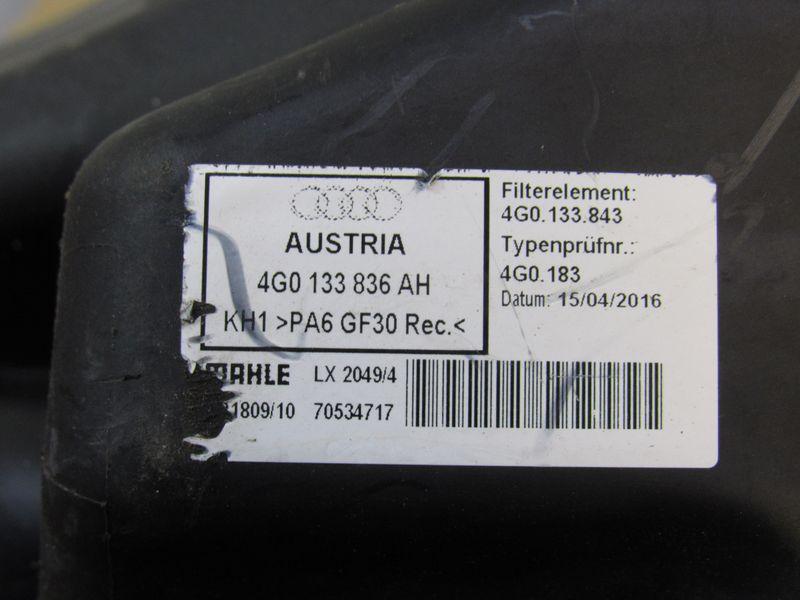 AUSTRIA
4G0 133 836 AH
KH1 >PA6 GF30 Rec.<
Filterelement:
4G0.133.843
Typenprüfnr.:
4G0.183
Datum: 15/04/2016
MAHLE LX 2049/4
70534717